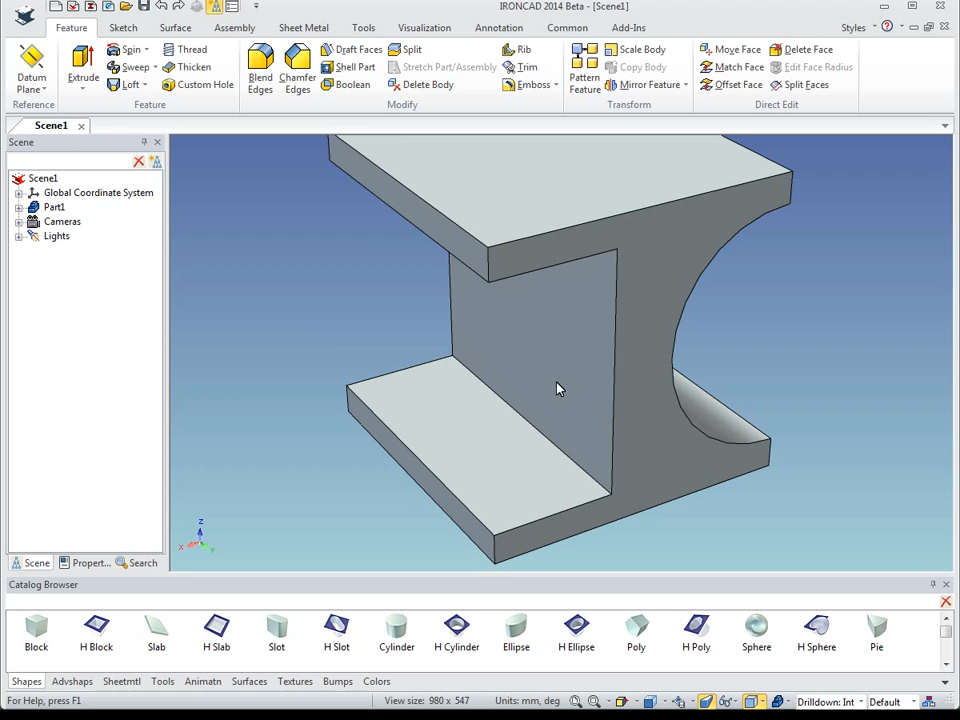 IRONCAD 2014 Beta - [Scene1]
Feature Sketch Surface Assembly Sheet Metal Tools Visualization Annotation Common Add-Ins Styles
Datum Plane
Reference
Extrude
Spin
Sweep
Loft
Thread
Thicken
Custom Hole
Feature
Blend Edges
Chamfer Edges
Draft Faces
Shell Part
Boolean
Split
Stretch Part/Assembly
Delete Body
Rib
Trim
Emboss
Modify
Pattern Feature
Scale Body
Copy Body
Mirror Feature
Transform
Move Face
Match Face
Offset Face
Delete Face
Edit Face Radius
Split Faces
Direct Edit
Scene1
Scene
Scene1
Global Coordinate System
Part1
Cameras
Lights
z
x
y
Scene Propert... Search
Catalog Browser
Block H Block Slab H Slab Slot H Slot Cylinder H Cylinder Ellipse H Ellipse Poly H Poly Sphere H Sphere Pie
Shapes Advshaps Sheetmtl Tools Animatn Surfaces Textures Bumps Colors
For Help, press F1 View size: 980 x 547 Units: mm, deg Drilldown: Int Default